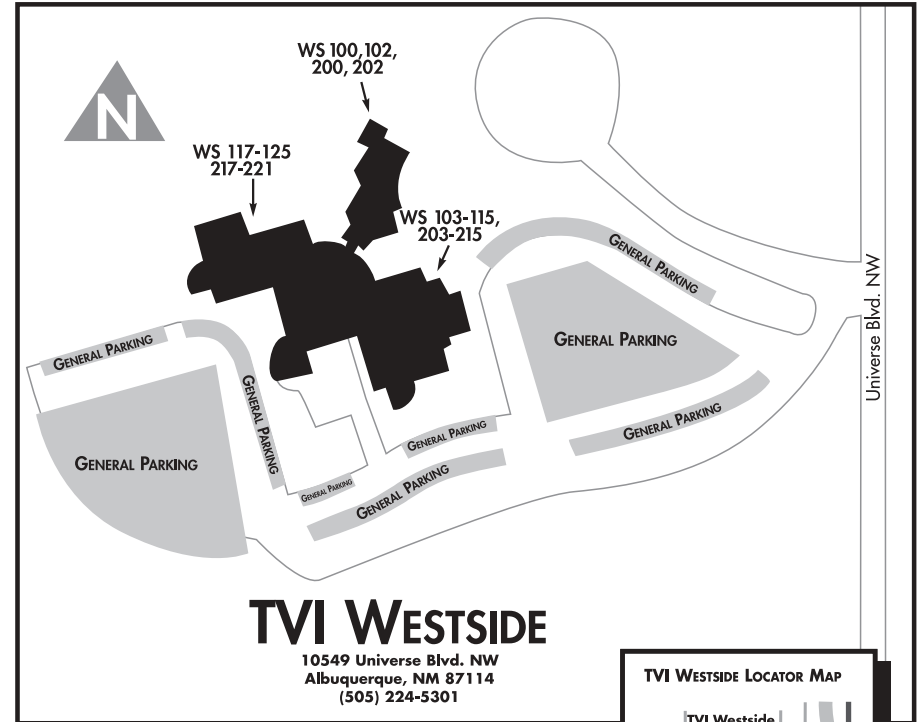 WS 100, 102,
200, 202
N
WS 117-125
217-221
WS 103-115,
203-215
GENERAL PARKING
Universe Blvd. NW
GENERAL PARKING
GENERAL PARKING
GENERAL PARKING
GENERAL PARKING
GENERAL PARKING
GENERAL PARKING
GENERAL PARKING
GENERAL PARKING
GENERAL PARKING
TVI WESTSIDE
10549 Universe Blvd. NW
Albuquerque, NM 87114
(505) 224-5301
TVI WESTSIDE LOCATOR MAP
TVI Westside